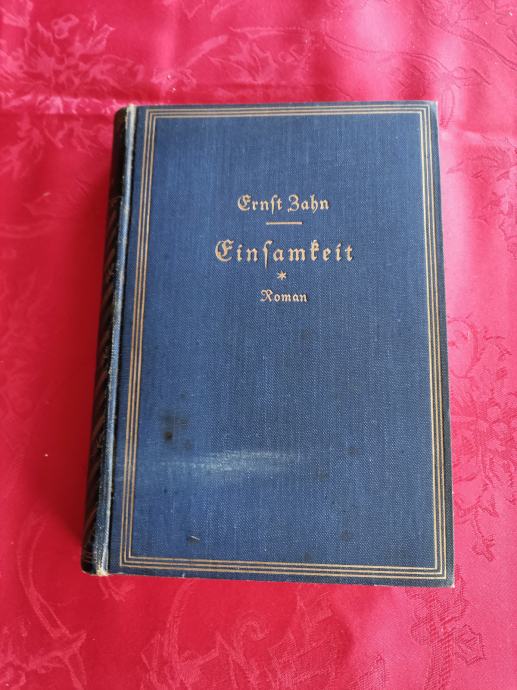 Ernſt Zahn
Einſamkeit
*
Roman